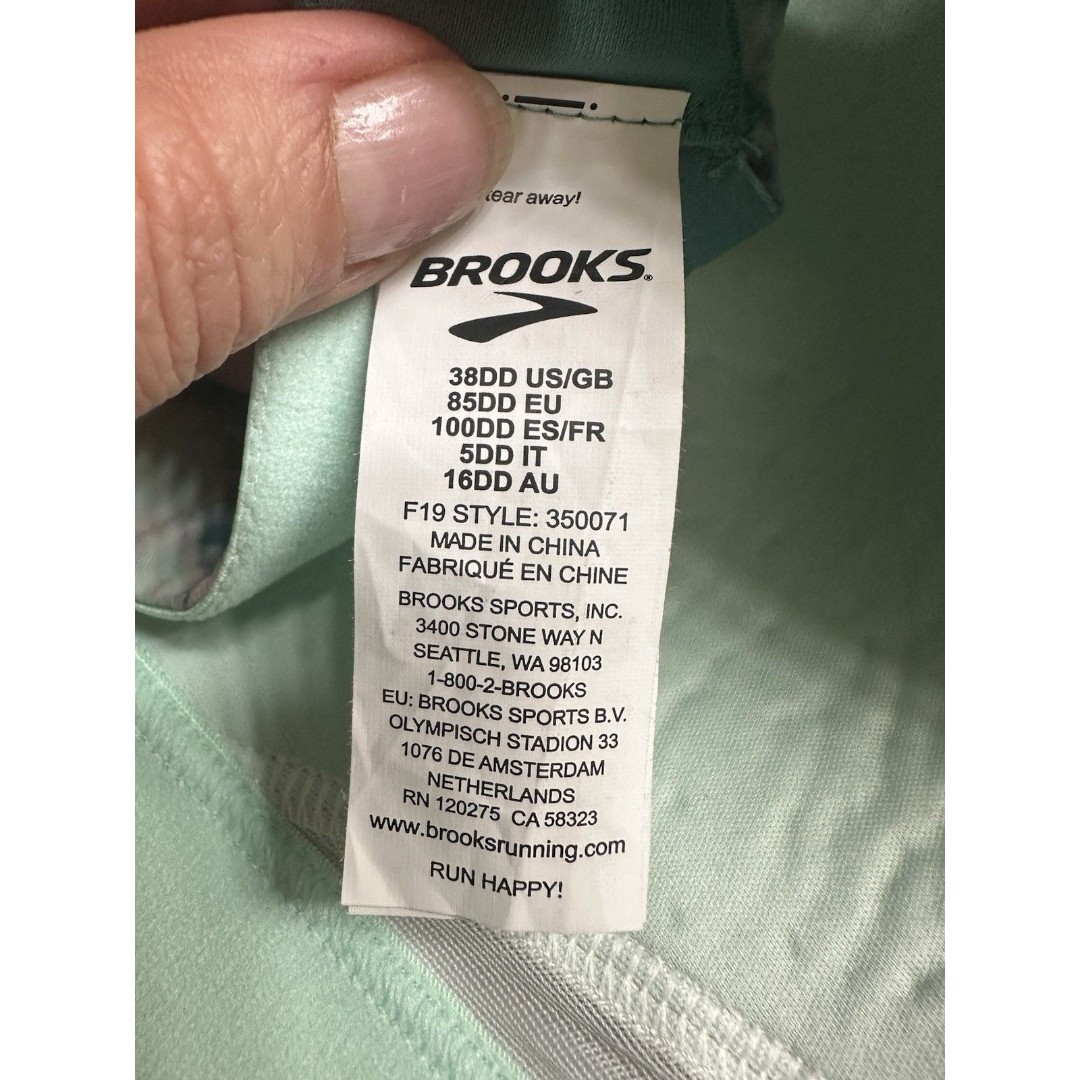 tear away!
BROOKS®
38DD US/GB
85DD EU
100DD ES/FR
5DD IT
16DD AU
F19 STYLE: 350071
MADE IN CHINA
FABRIQUÉ EN CHINE
BROOKS SPORTS, INC.
3400 STONE WAY N
SEATTLE, WA 98103
1-800-2-BROOKS
EU: BROOKS SPORTS B.V.
OLYMPISCH STADION 33
1076 DE AMSTERDAM
NETHERLANDS
RN 120275 CA 58323
www.brooksrunning.com
RUN HAPPY!